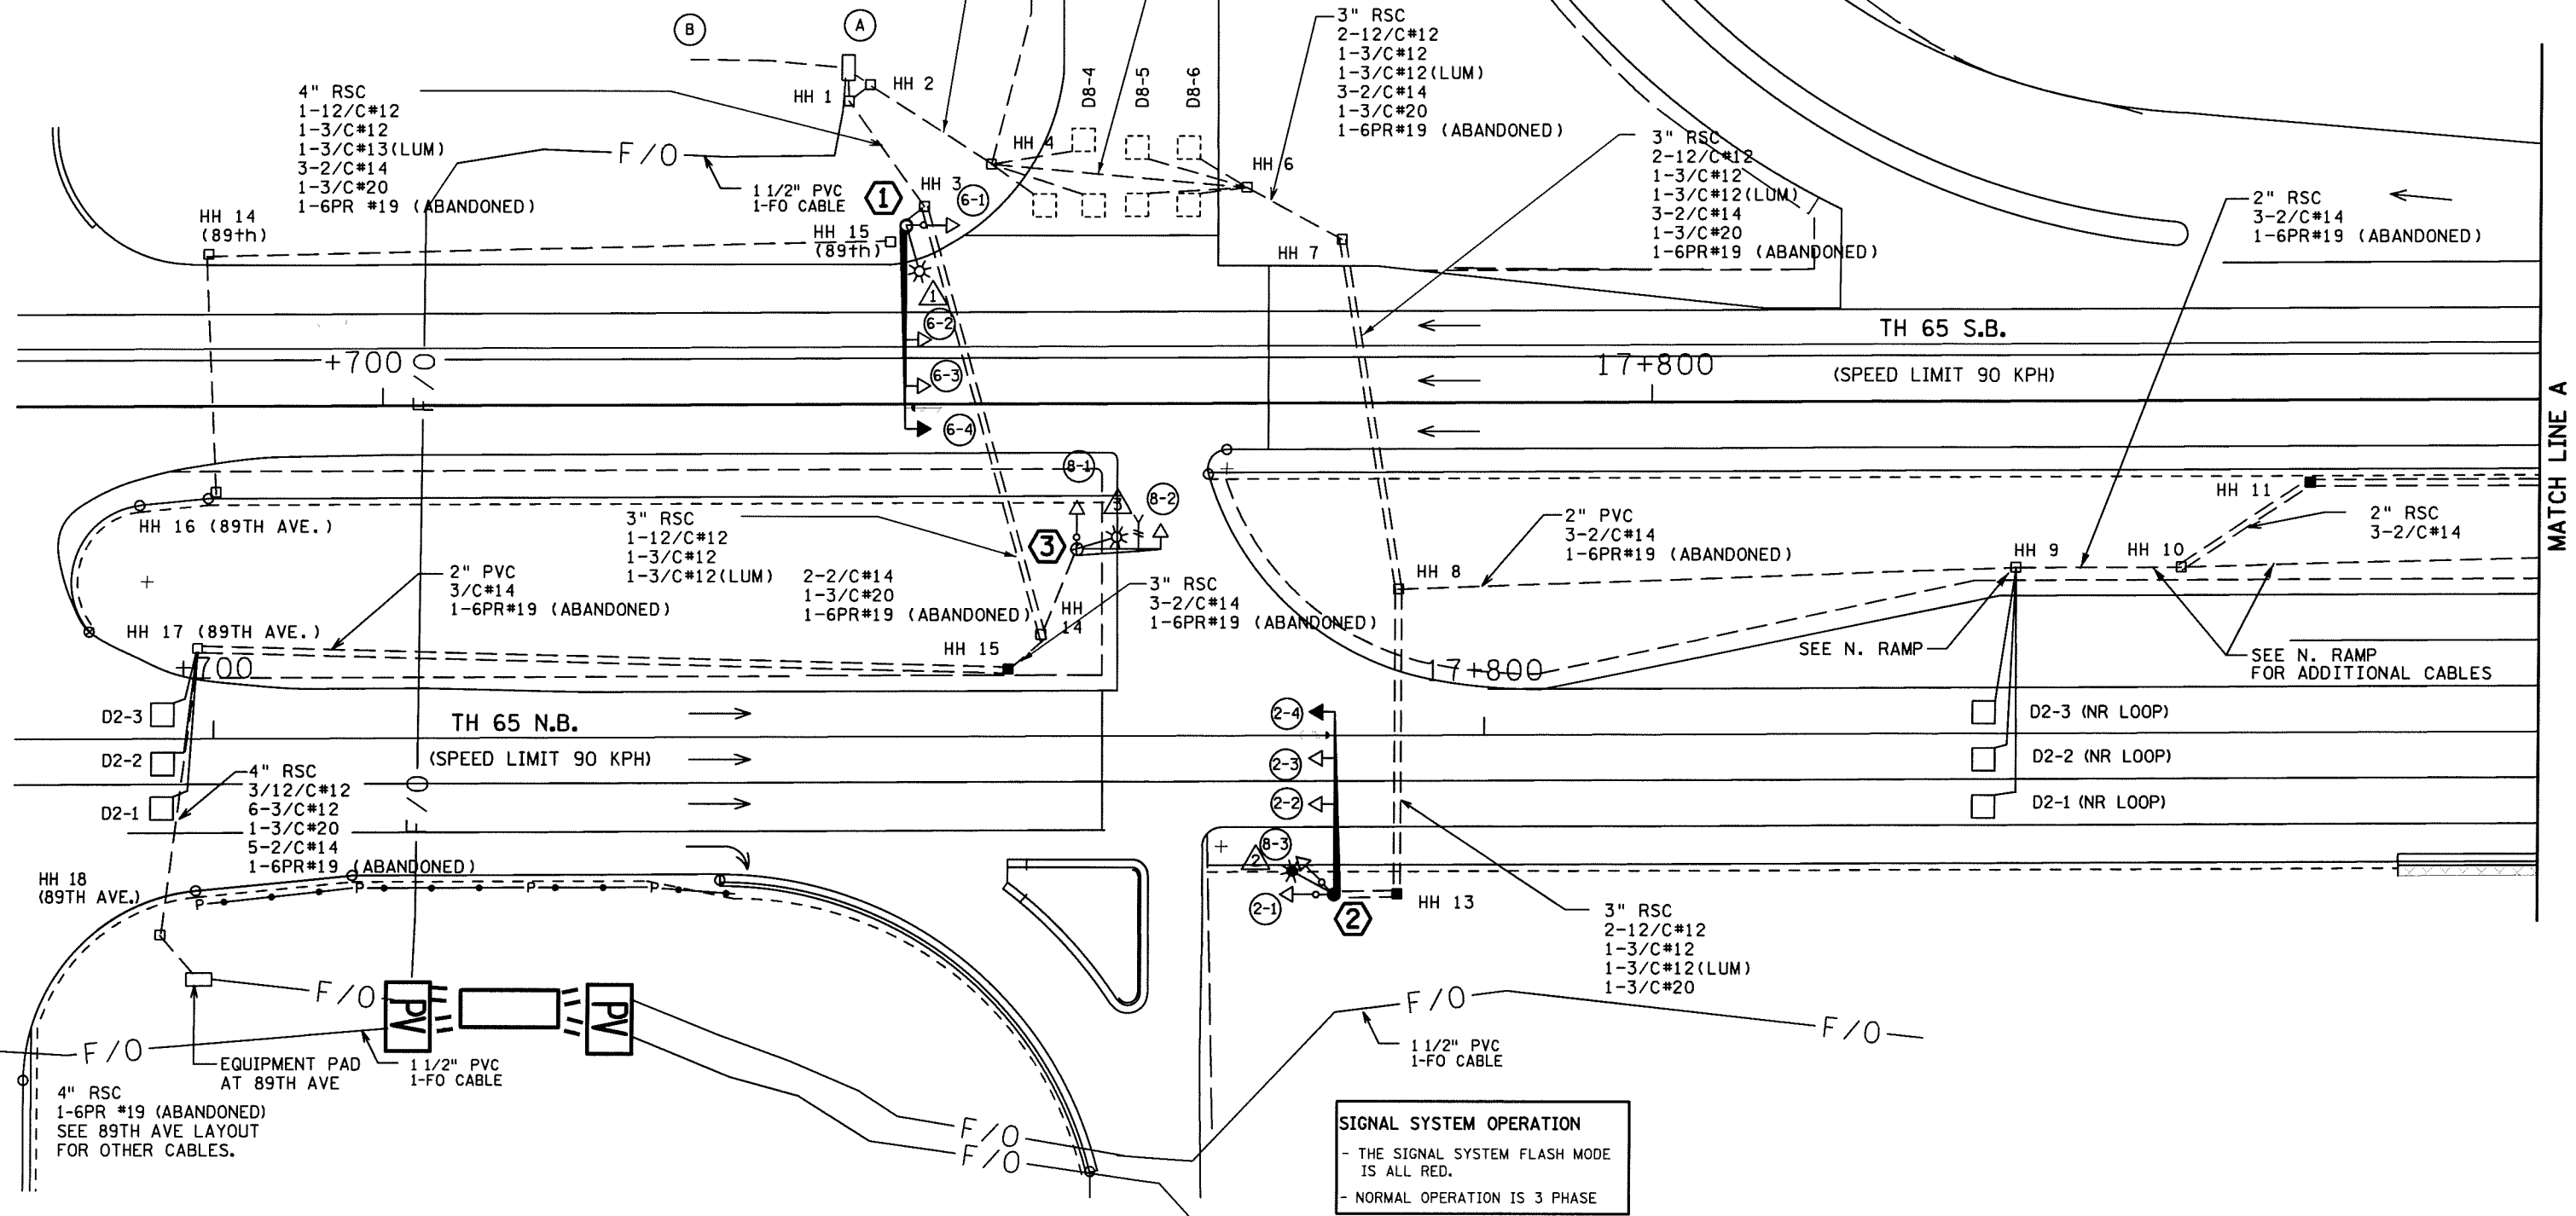 B
A
HH 1
HH 2
4" RSC
1-12/C#12
1-3/C#12
1-3/C#13(LUM)
3-2/C#14
1-3/C#20
1-6PR #19 (ABANDONED)
F/O
1 1/2" PVC
1-FO CABLE
HH 14
(89th)
HH 15
(89th)
1
HH 3
6-1
HH 4
D8-4
D8-5
D8-6
HH 6
3" RSC
2-12/C#12
1-3/C#12
1-3/C#12(LUM)
3-2/C#14
1-3/C#20
1-6PR#19 (ABANDONED)
HH 7
3" RSC
2-12/C#12
1-3/C#12
1-3/C#12(LUM)
3-2/C#14
1-3/C#20
1-6PR#19 (ABANDONED)
2" RSC
3-2/C#14
1-6PR#19 (ABANDONED)
1
6-2
6-3
6-4
+700
F/O
17+800
TH 65 S.B.
(SPEED LIMIT 90 KPH)
MATCH LINE A
HH 16 (89TH AVE.)
8-1
3
8-2
3
3" RSC
1-12/C#12
1-3/C#12
1-3/C#12(LUM)
2-2/C#14
1-3/C#20
1-6PR#19 (ABANDONED)
2" PVC
3/C#14
1-6PR#19 (ABANDONED)
HH
14
3" RSC
3-2/C#14
1-6PR#19 (ABANDONED)
HH 15
HH 17 (89TH AVE.)
+700
HH 8
2" PVC
3-2/C#14
1-6PR#19 (ABANDONED)
HH 9
HH 10
HH 11
2" RSC
3-2/C#14
SEE N. RAMP
SEE N. RAMP
FOR ADDITIONAL CABLES
17+800
D2-3
D2-2
D2-1
TH 65 N.B.
(SPEED LIMIT 90 KPH)
4" RSC
3/12/C#12
6-3/C#12
1-3/C#20
5-2/C#14
1-6PR#19 (ABANDONED)
F/O
2-4
2-3
2-2
8-3
2
2-1
2
HH 13
D2-3 (NR LOOP)
D2-2 (NR LOOP)
D2-1 (NR LOOP)
HH 18
(89TH AVE.)
P
P
P
P
3" RSC
2-12/C#12
1-3/C#12
1-3/C#12(LUM)
1-3/C#20
F/O
PV
PV
F/O
F/O
F/O
1 1/2" PVC
1-FO CABLE
EQUIPMENT PAD
AT 89TH AVE
1 1/2" PVC
1-FO CABLE
4" RSC
1-6PR #19 (ABANDONED)
SEE 89TH AVE LAYOUT
FOR OTHER CABLES.
F/O
F/O
SIGNAL SYSTEM OPERATION
- THE SIGNAL SYSTEM FLASH MODE
IS ALL RED.
- NORMAL OPERATION IS 3 PHASE